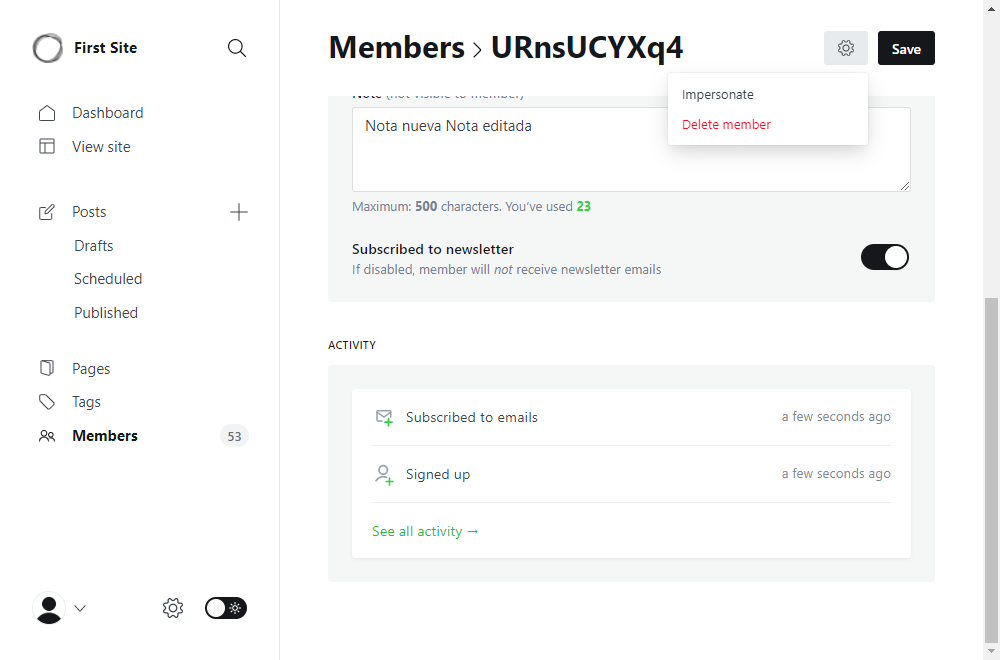 First Site
Dashboard
View site
Posts
Drafts
Scheduled
Published
Pages
Tags
Members
53
Members > URnsUCYXq4
Save
Impersonate
Delete member
Note (not visible to member)
Nota nueva Nota editada
Maximum: 500 characters. You’ve used 23
Subscribed to newsletter
If disabled, member will not receive newsletter emails
ACTIVITY
Subscribed to emails
a few seconds ago
Signed up
a few seconds ago
See all activity →